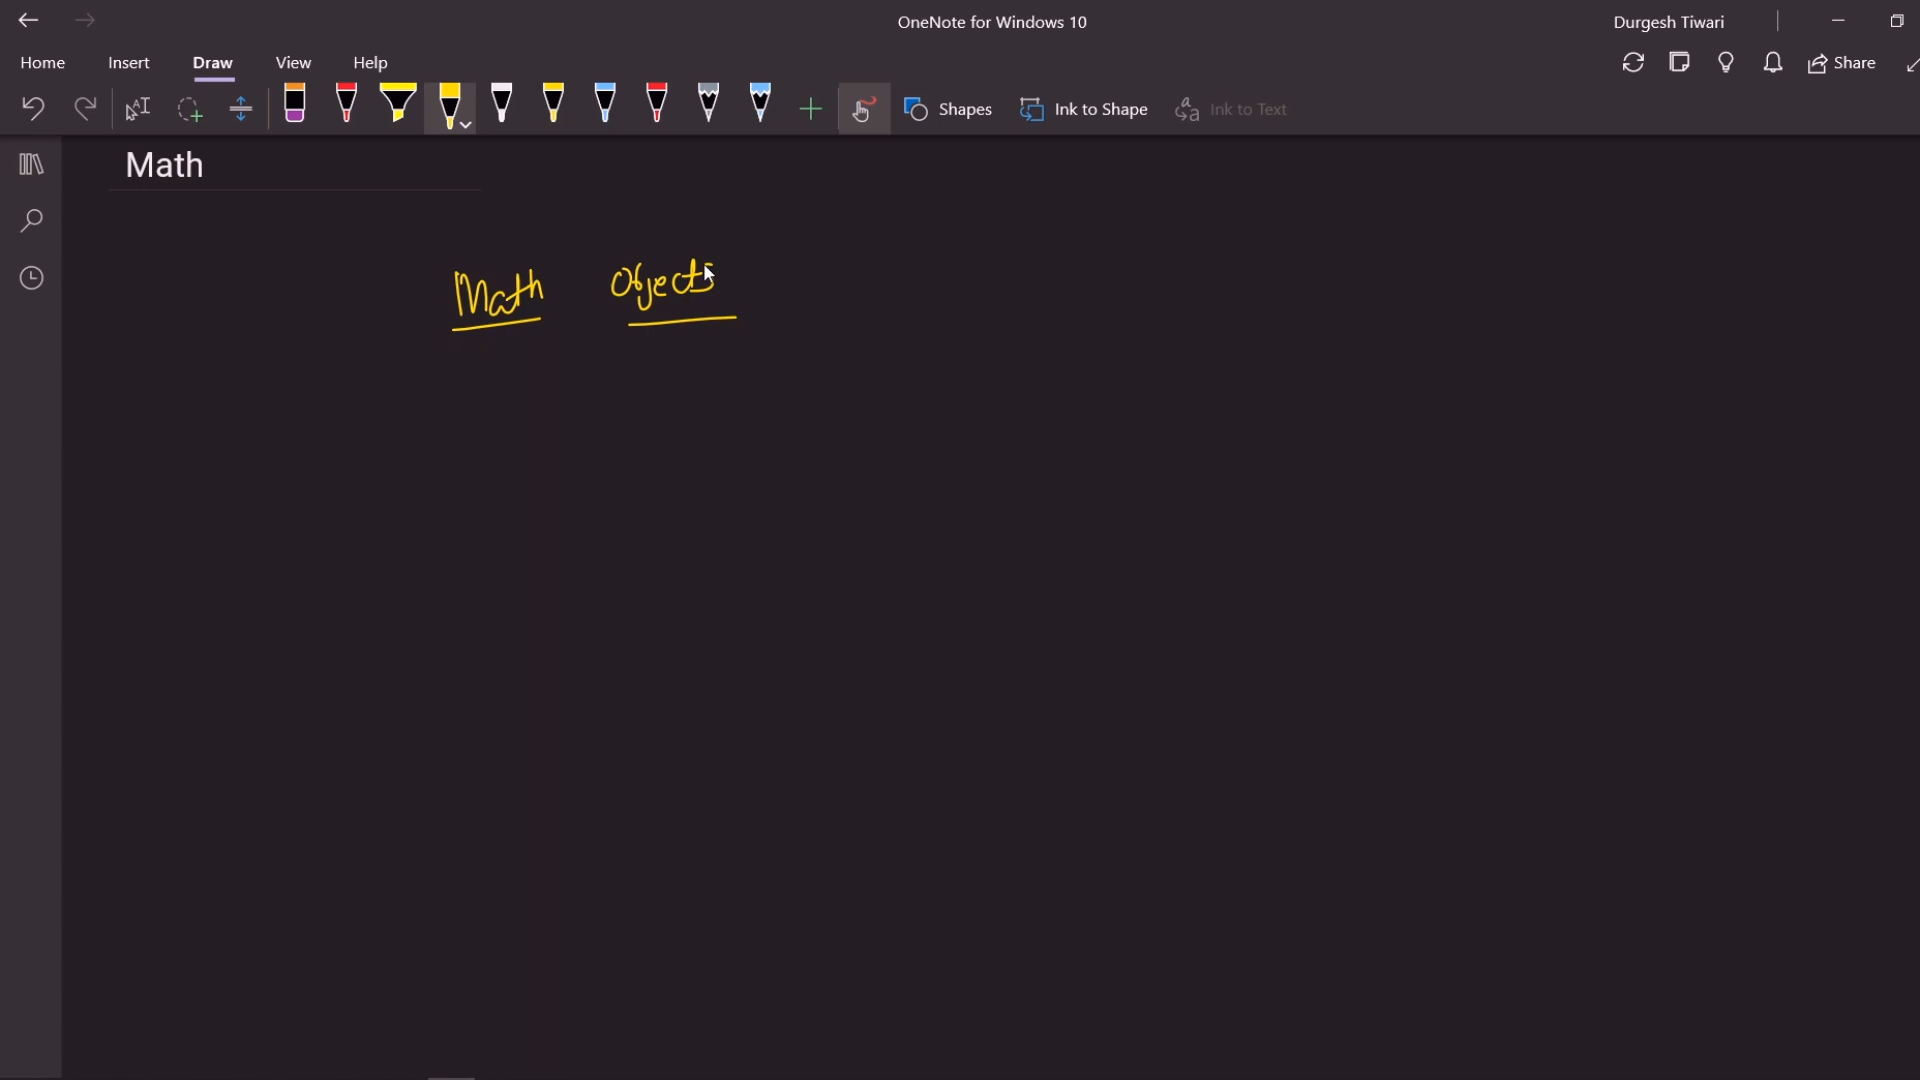 OneNote for Windows 10
Durgesh Tiwari
Home Insert Draw View Help
Share
Shapes Ink to Shape Ink to Text
Math
Math Objects